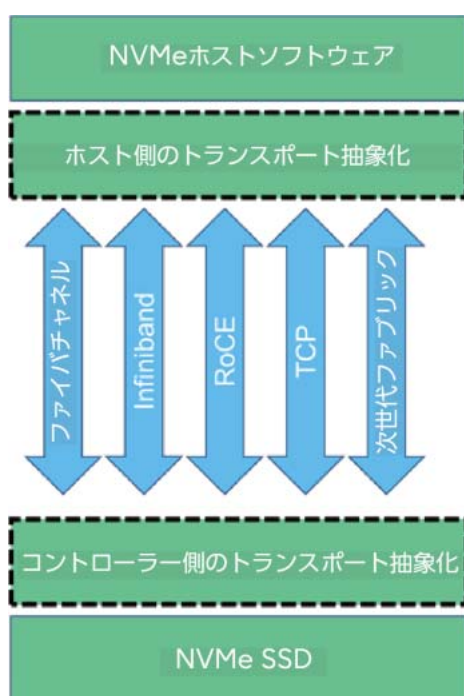 NVMeホストソフトウェア
ホスト側のトランスポート抽象化
ファイバチャネル
Infiniband
RoCE
TCP
次世代ファブリック
コントローラー側のトランスポート抽象化
NVMe SSD